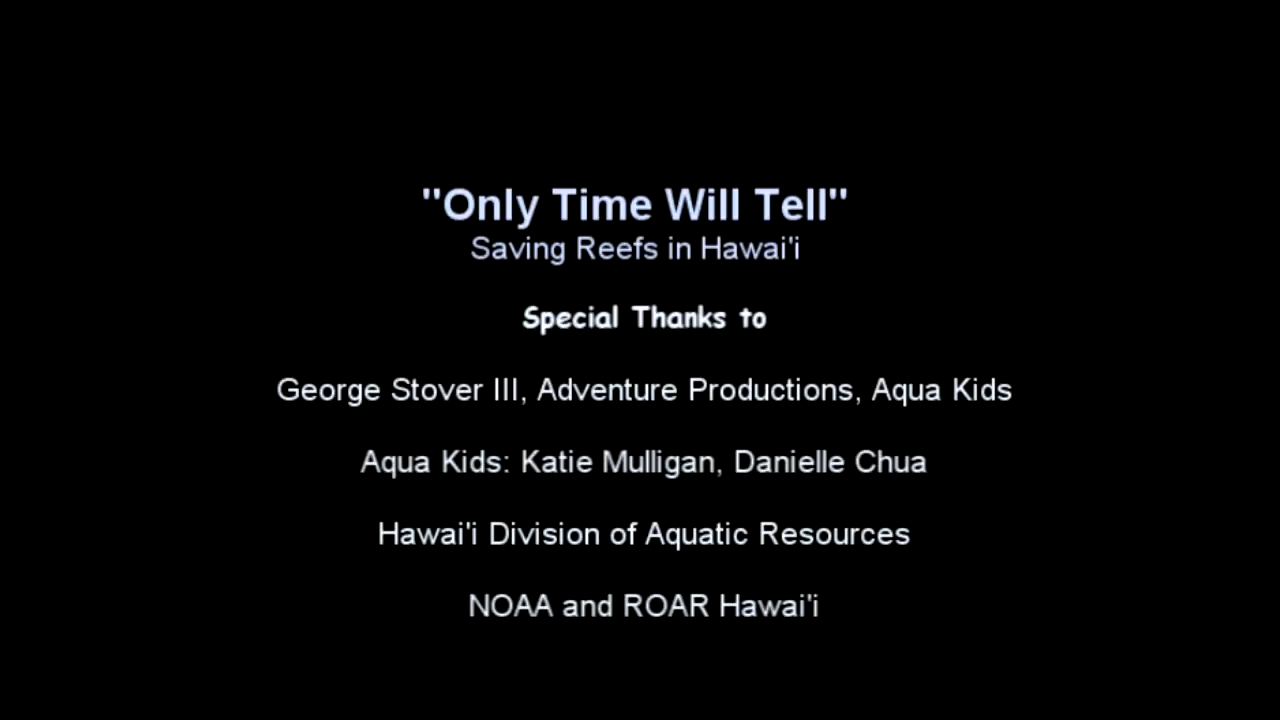 "Only Time Will Tell"
Saving Reefs in Hawai'i
Special Thanks to
George Stover III, Adventure Productions, Aqua Kids
Aqua Kids: Katie Mulligan, Danielle Chua
Hawai'i Division of Aquatic Resources
NOAA and ROAR Hawai'i